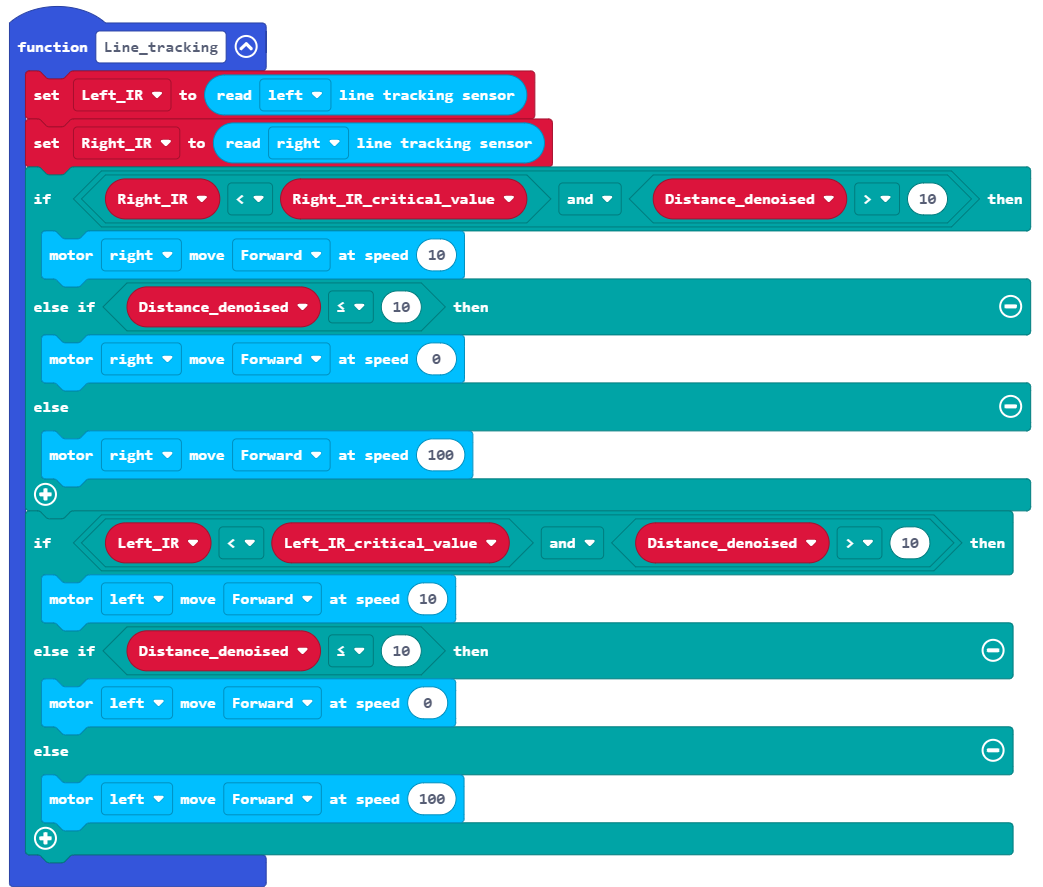 function Line_tracking
set Left_IR to read left line tracking sensor
set Right_IR to read right line tracking sensor
if Right_IR < Right_IR_critical_value and Distance_denoised > 10 then
motor right move Forward at speed 10
else if Distance_denoised ≤ 10 then
motor right move Forward at speed 0
else
motor right move Forward at speed 100
if Left_IR < Left_IR_critical_value and Distance_denoised > 10 then
motor left move Forward at speed 10
else if Distance_denoised ≤ 10 then
motor left move Forward at speed 0
else
motor left move Forward at speed 100